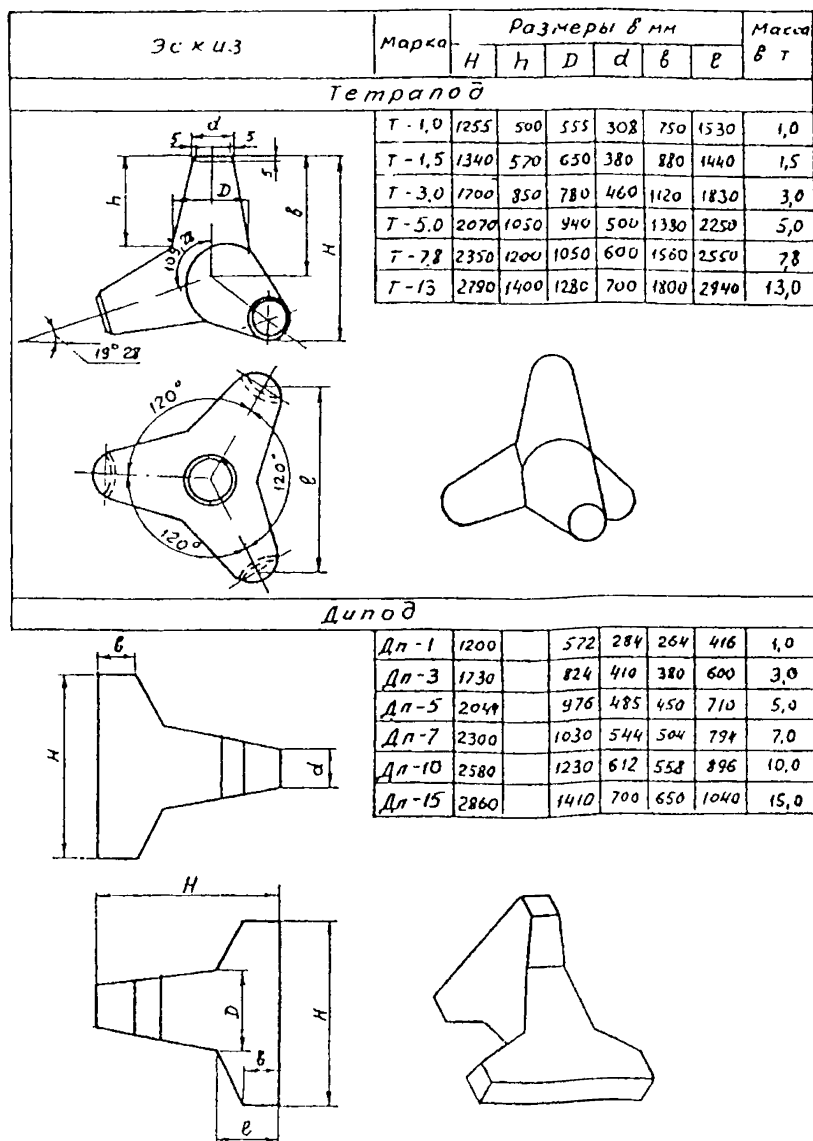 Эскиз Марка Размеры в мм Масса в т
H h D d в ℓ
Тетрапод
Т-1,0 1255 500 555 308 750 1530 1,0
Т-1,5 1340 570 650 380 880 1440 1,5
Т-3,0 1700 850 780 460 1120 1830 3,0
Т-5.0 2070 1050 940 500 1380 2250 5,0
Т-7,8 2350 1200 1050 600 1560 2550 7,8
Т-13 2790 1400 1280 700 1800 2940 13,0
d
5 5
5
h D в H
109°28
19°28
120°
120°
120°
ℓ
Дипод
Дп-1 1200 572 284 264 416 1,0
Дп-3 1730 824 410 380 600 3,0
Дп-5 2049 976 485 450 710 5,0
Дп-7 2300 1030 544 504 794 7,0
Дп-10 2580 1230 612 558 896 10,0
Дп-15 2860 1410 700 650 1040 15,0
в
H
d
H
D
H
в
ℓ